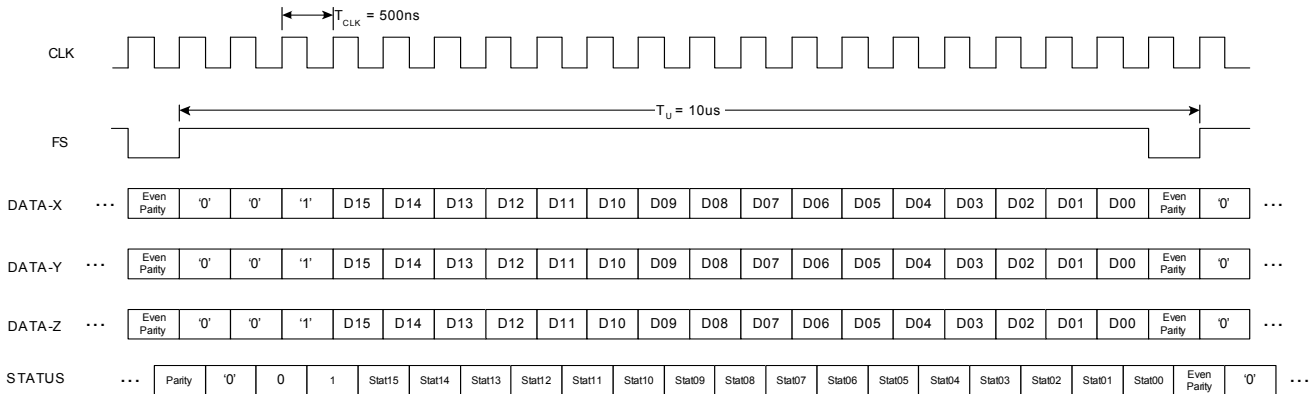 T_CLK = 500ns
CLK
T_U = 10us
FS
DATA-X ... Even Parity '0' '0' '1' D15 D14 D13 D12 D11 D10 D09 D08 D07 D06 D05 D04 D03 D02 D01 D00 Even Parity '0' ...
DATA-Y ... Even Parity '0' '0' '1' D15 D14 D13 D12 D11 D10 D09 D08 D07 D06 D05 D04 D03 D02 D01 D00 Even Parity '0' ...
DATA-Z ... Even Parity '0' '0' '1' D15 D14 D13 D12 D11 D10 D09 D08 D07 D06 D05 D04 D03 D02 D01 D00 Even Parity '0' ...
STATUS ... Parity '0' 0 1 Stat15 Stat14 Stat13 Stat12 Stat11 Stat10 Stat09 Stat08 Stat07 Stat06 Stat05 Stat04 Stat03 Stat02 Stat01 Stat00 Even Parity '0' ...